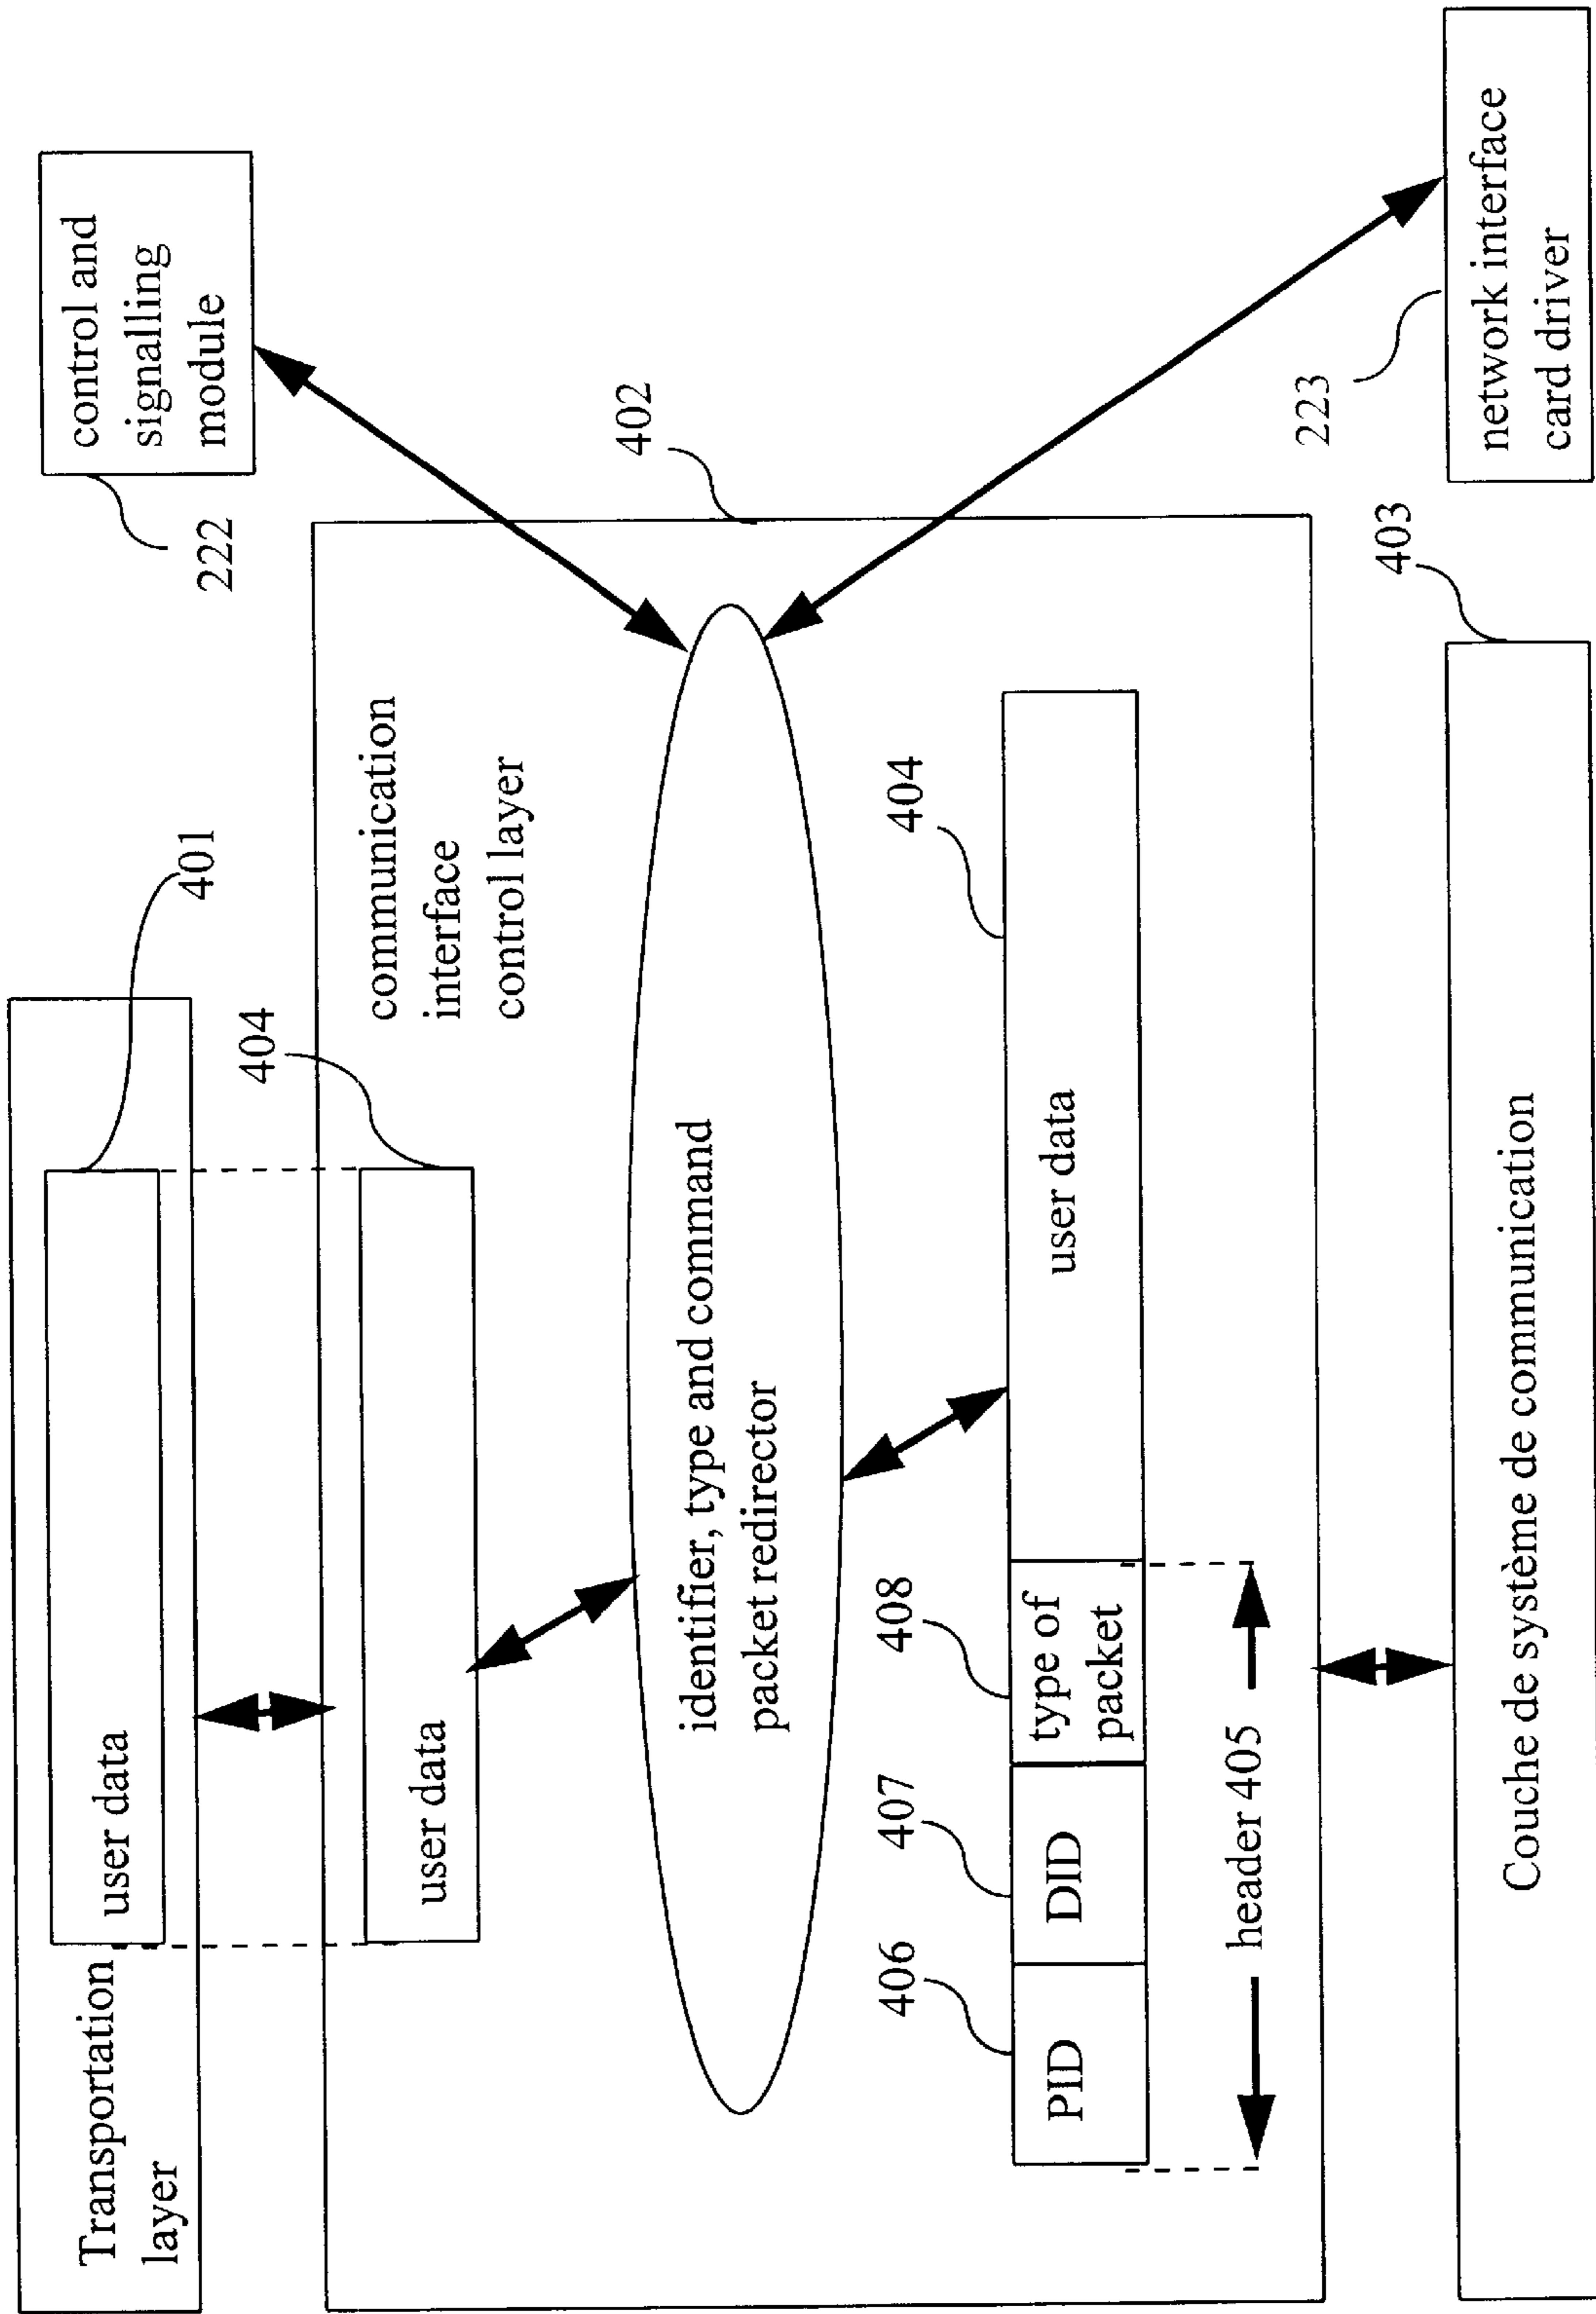 Transportation
layer
user data
401
control and
signalling
module
222
404
user data
communication
interface
control layer
402
identifier, type and command
packet redirector
406
407
408
404
PID
DID
type of
packet
user data
header 405
223
403
Couche de système de communication
network interface
card driver